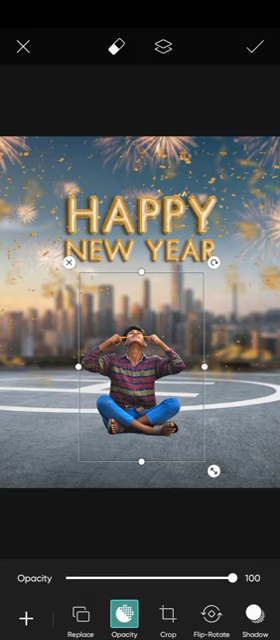 HAPPY
NEW YEAR
Opacity 100
Replace Opacity Crop Flip-Rotate Shadow